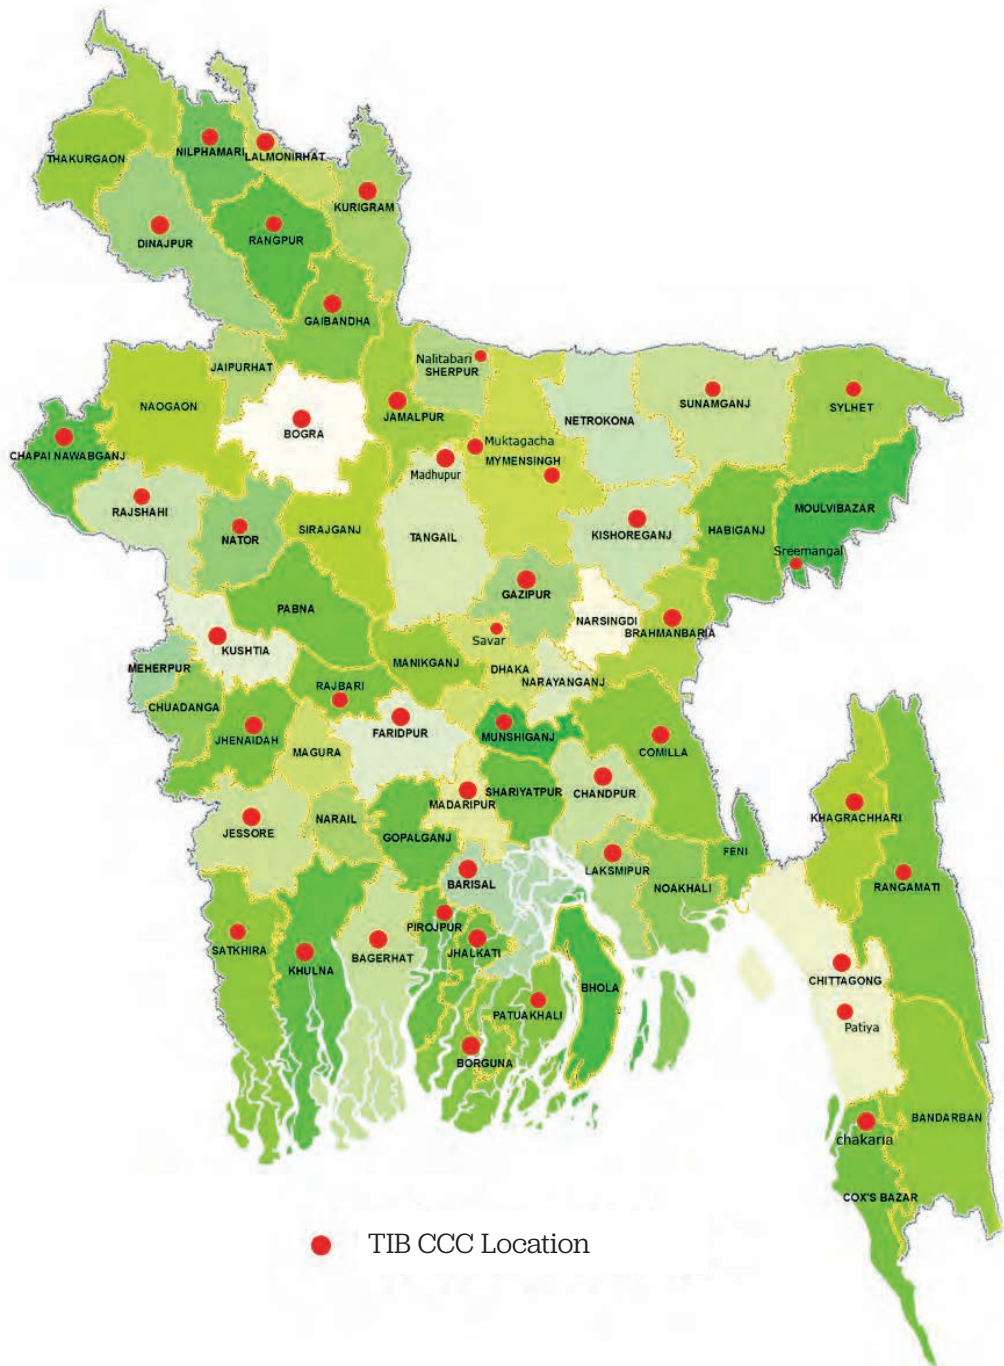 THAKURGAON
NILPHAMARI
LALMONIRHAT
KURIGRAM
DINAJPUR
RANGPUR
GAIBANDHA
JAIPURHAT
Nalitabari
SHERPUR
NAOGAON
BOGRA
JAMALPUR
NETROKONA
SUNAMGANJ
SYLHET
CHAPAI NAWABGANJ
Muktagacha
MYMENSINGH
Madhupur
RAJSHAHI
NATOR
SIRAJGANJ
TANGAIL
KISHOREGANJ
HABIGANJ
MOULVIBAZAR
Sreemangal
PABNA
GAZIPUR
NARSINGDI
BRAHMANBARIA
Savar
KUSHTIA
MEHERPUR
MANIKGANJ
DHAKA
NARAYANGANJ
RAJBARI
CHUADANGA
JHENAIDAH
MAGURA
FARIDPUR
MUNSHIGANJ
COMILLA
MADARIPUR
SHARIYATPUR
CHANDPUR
KHAGRACHHARI
JESSORE
NARAIL
GOPALGANJ
BARISAL
LAKSMIPUR
NOAKHALI
FENI
RANGAMATI
SATKHIRA
KHULNA
BAGERHAT
PIROJPUR
JHALKATI
BHOLA
CHITTAGONG
PATUAKHALI
Patiya
BORGUNA
BANDARBAN
chakaria
COX'S BAZAR
TIB CCC Location